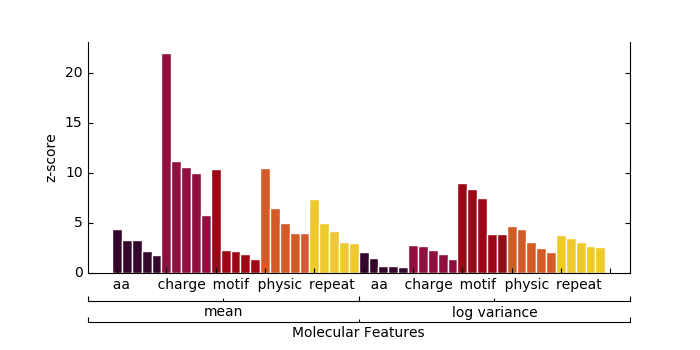 20
15
10
5
0
z-score
aa charge motif physic repeat aa charge motif physic repeat
mean log variance
Molecular Features